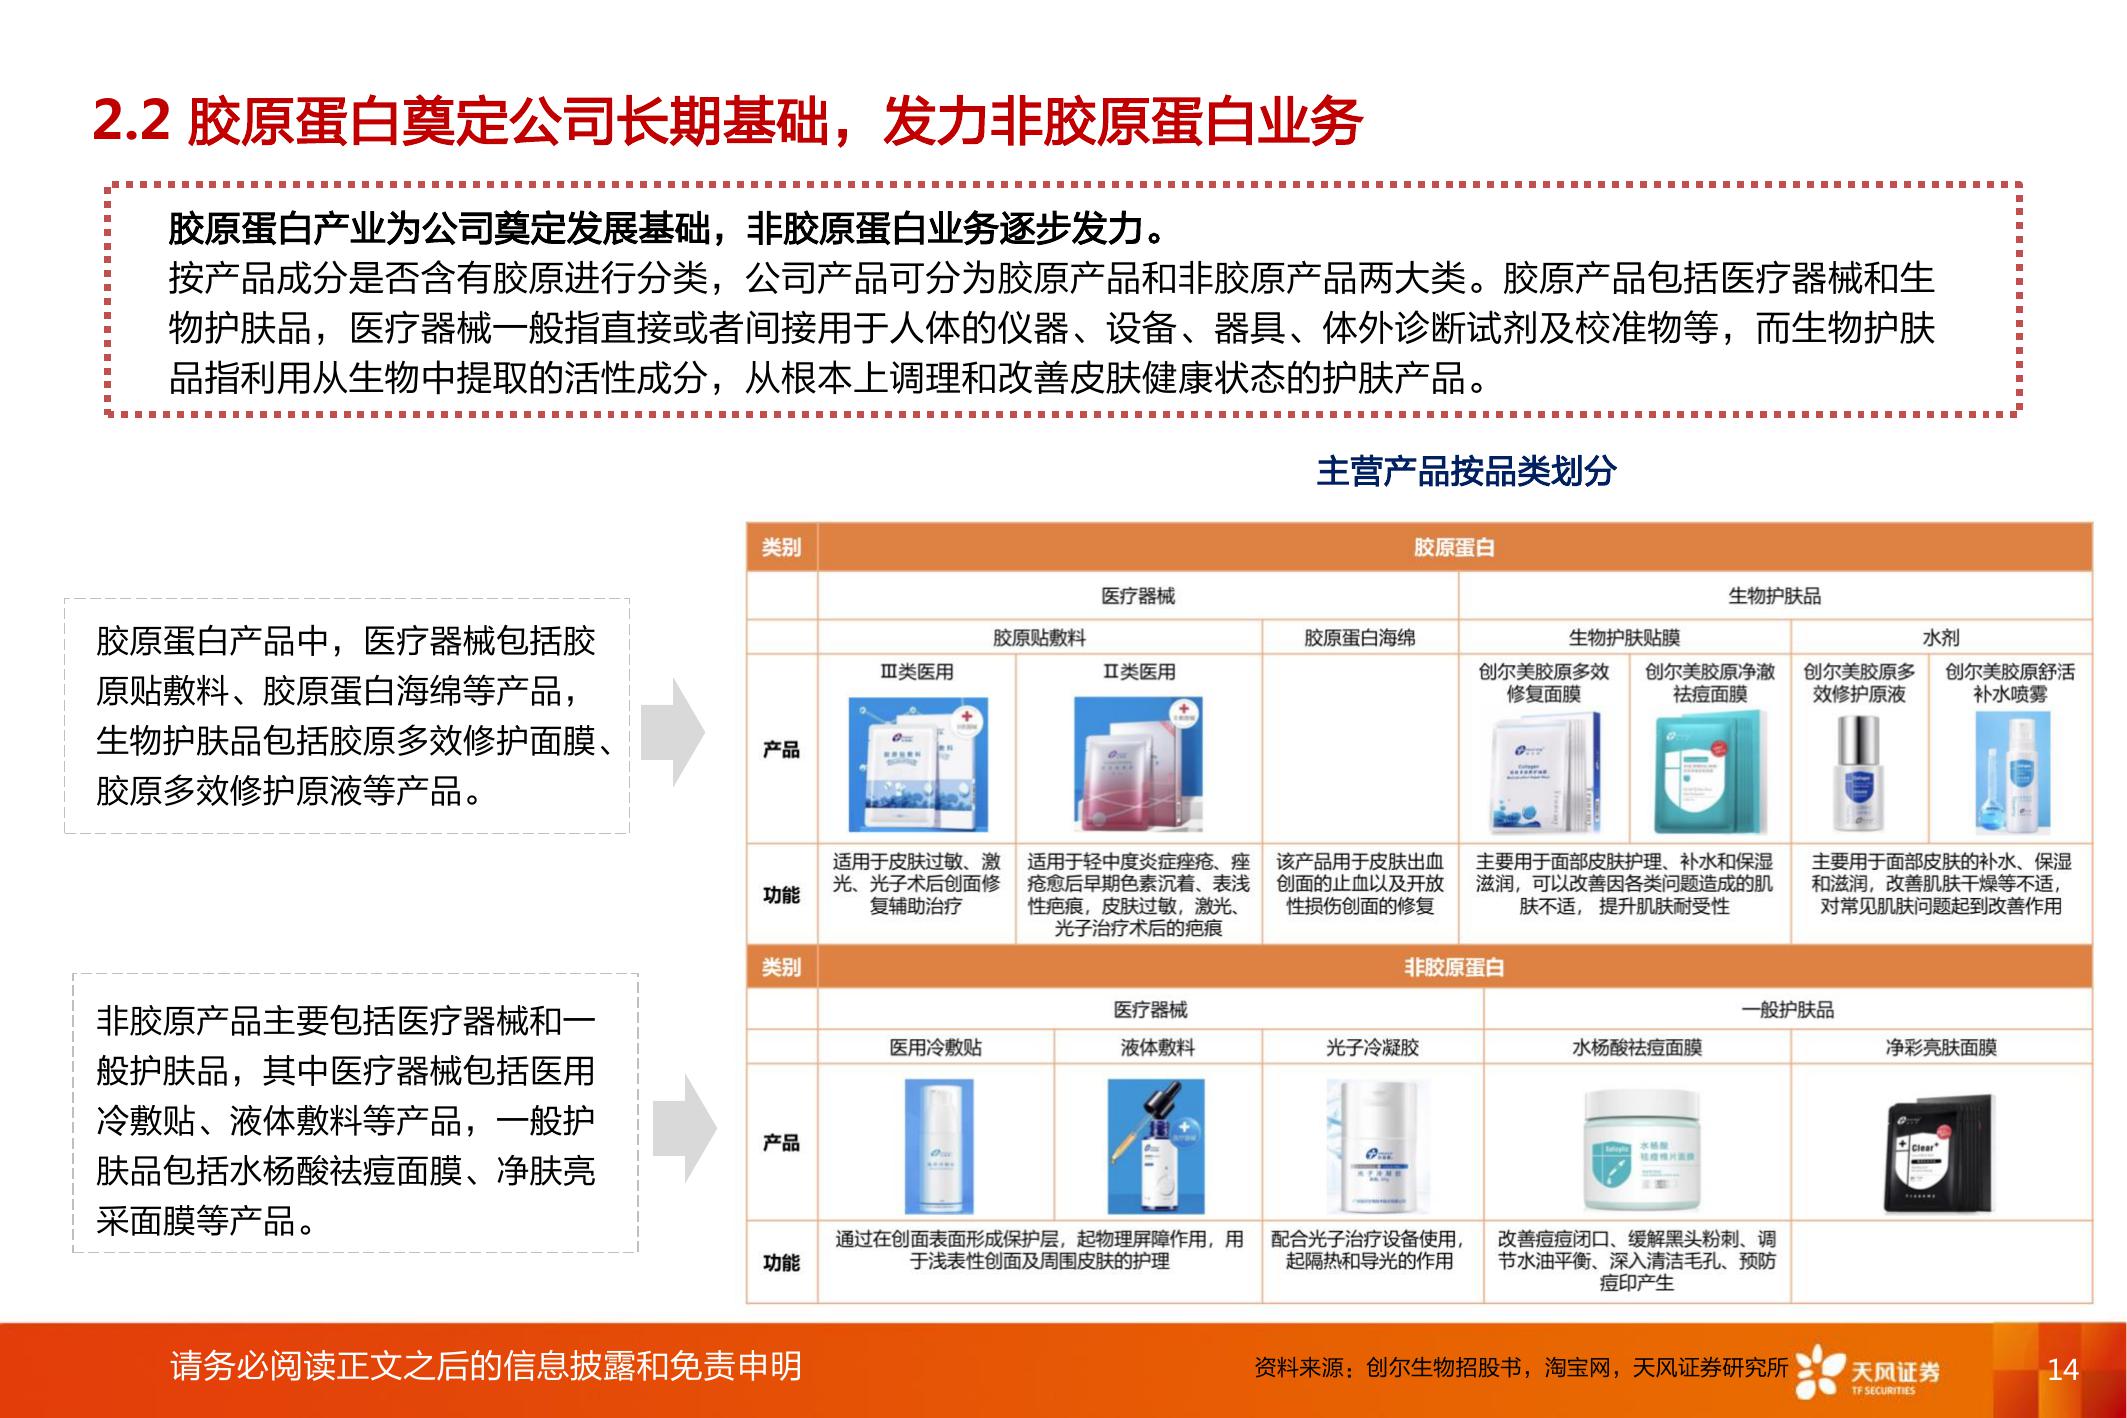 2.2 胶原蛋白奠定公司长期基础，发力非胶原蛋白业务
胶原蛋白产业为公司奠定发展基础，非胶原蛋白业务逐步发力。
按产品成分是否含有胶原进行分类，公司产品可分为胶原产品和非胶原产品两大类。胶原产品包括医疗器械和生
物护肤品，医疗器械一般指直接或者间接用于人体的仪器、设备、器具、体外诊断试剂及校准物等，而生物护肤
品指利用从生物中提取的活性成分，从根本上调理和改善皮肤健康状态的护肤产品。
主营产品按品类划分
胶原蛋白产品中，医疗器械包括胶
原贴敷料、胶原蛋白海绵等产品，
生物护肤品包括胶原多效修护面膜、
胶原多效修护原液等产品。
非胶原产品主要包括医疗器械和一
般护肤品，其中医疗器械包括医用
冷敷贴、液体敷料等产品，一般护
肤品包括水杨酸祛痘面膜、净肤亮
采面膜等产品。
类别 胶原蛋白
医疗器械 生物护肤品
胶原贴敷料 胶原蛋白海绵 生物护肤贴膜 水剂
产品
III类医用
II类医用
创尔美胶原多效
修复面膜
创尔美胶原净澈
祛痘面膜
创尔美胶原多
效修护原液
创尔美胶原舒活
补水喷雾
Collagen
功能
适用于皮肤过敏、激
光、光子术后创面修
复辅助治疗
适用于轻中度炎症痤疮、痤
疮愈后早期色素沉着、表浅
性疤痕，皮肤过敏，激光、
光子治疗术后的疤痕
该产品用于皮肤出血
创面的止血以及开放
性损伤创面的修复
主要用于面部皮肤护理、补水和保湿
滋润，可以改善因各类问题造成的肌
肤不适， 提升肌肤耐受性
主要用于面部皮肤的补水、保湿
和滋润，改善肌肤干燥等不适，
对常见肌肤问题起到改善作用
类别 非胶原蛋白
医疗器械 一般护肤品
医用冷敷贴 液体敷料 光子冷凝胶 水杨酸祛痘面膜 净彩亮肤面膜
产品
光子冷凝胶
Salicylic
水杨酸
祛痘棉片面膜
Clear+
功能
通过在创面表面形成保护层，起物理屏障作用，用
于浅表性创面及周围皮肤的护理
配合光子治疗设备使用，
起隔热和导光的作用
改善痘痘闭口、缓解黑头粉刺、调
节水油平衡、深入清洁毛孔、预防
痘印产生
请务必阅读正文之后的信息披露和免责申明
资料来源：创尔生物招股书，淘宝网，天风证券研究所
天风证券
TF SECURITIES
14